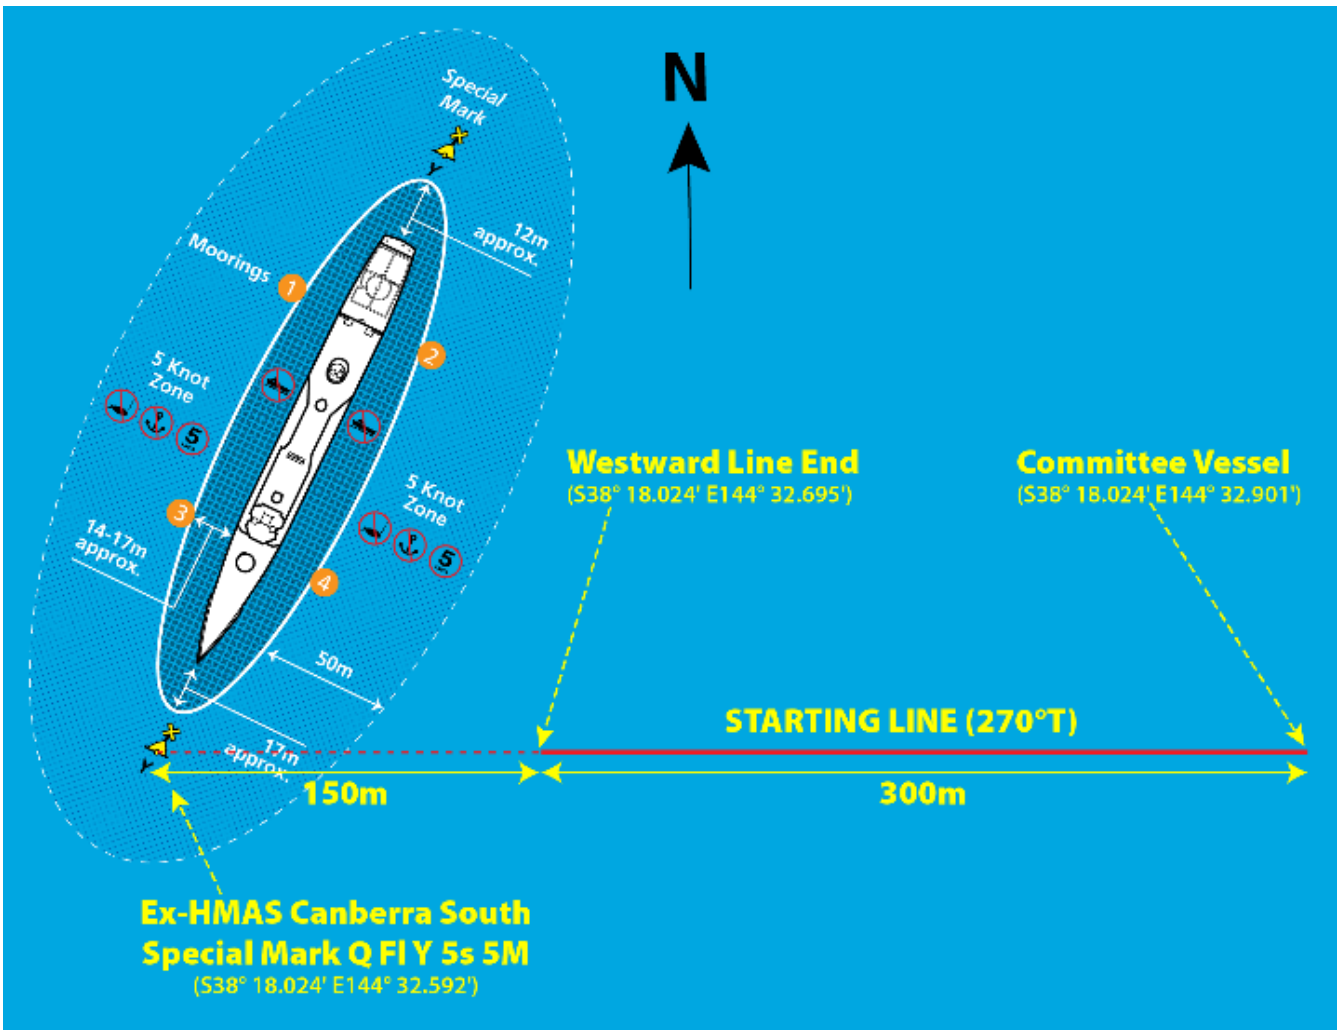 N
Special
Mark
Y
12m
approx.
Moorings
1
2
5 Knot
Zone
5
Westward Line End
(S38° 18.024' E144° 32.695')
Committee Vessel
(S38° 18.024' E144° 32.901')
5 Knot
Zone
5
3
14-17m
approx.
4
50m
STARTING LINE (270°T)
17m
approx.
Y
150m
300m
Ex-HMAS Canberra South
Special Mark Q Fl Y 5s 5M
(S38° 18.024' E144° 32.592')